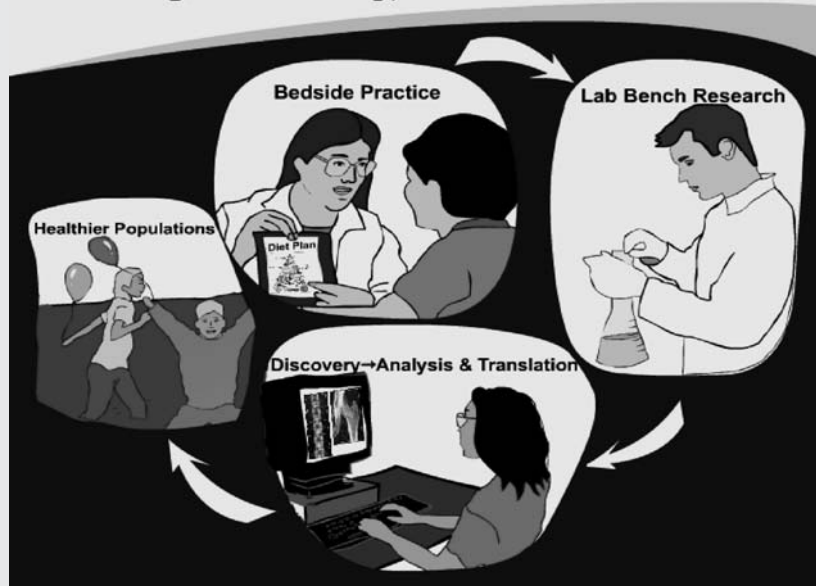 Bedside Practice
Lab Bench Research
Healthier Populations
Diet Plan
Discovery→Analysis & Translation